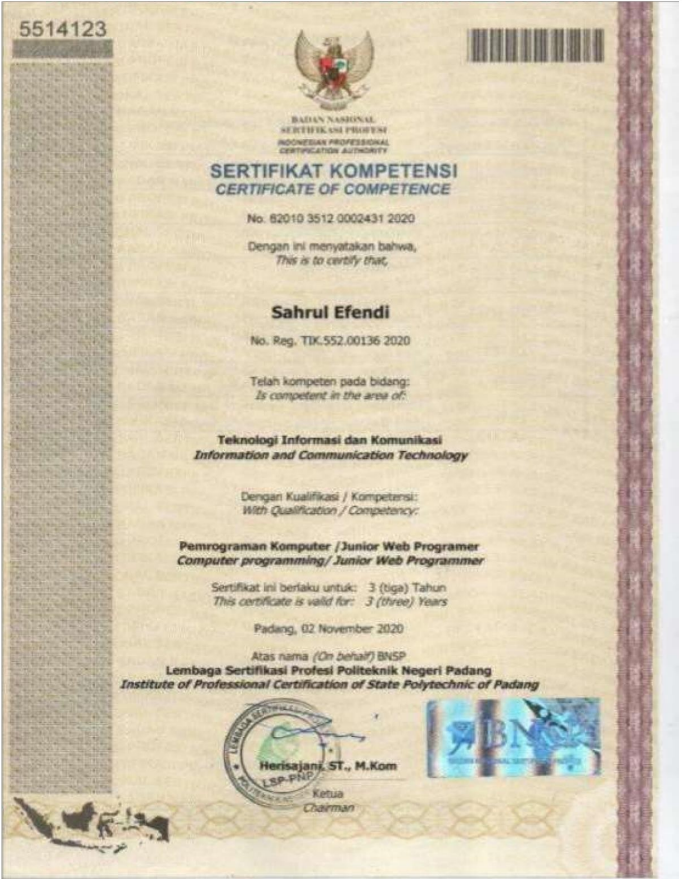 5514123
BADAN NASIONAL
SERTIFIKASI PROFESI
INDONESIAN PROFESSIONAL
CERTIFICATION AUTHORITY
SERTIFIKAT KOMPETENSI
CERTIFICATE OF COMPETENCE
No. 62010 3512 0002431 2020
Dengan ini menyatakan bahwa,
This is to certify that,
Sahrul Efendi
No. Reg. TIK.552.00136 2020
Telah kompeten pada bidang:
Is competent in the area of:
Teknologi Informasi dan Komunikasi
Information and Communication Technology
Dengan Kualifikasi / Kompetensi:
With Qualification / Competency:
Pemrograman Komputer /Junior Web Programer
Computer programming/ Junior Web Programmer
Sertifikat ini berlaku untuk: 3 (tiga) Tahun
This certificate is valid for: 3 (three) Years
Padang, 02 November 2020
Atas nama (On behalf) BNSP
Lembaga Sertifikasi Profesi Politeknik Negeri Padang
Institute of Professional Certification of State Polytechnic of Padang
LEMBAGA SERTIFIKASI
BNS
Herisajani, ST., M.Kom
LSP-PNP
POLITEKNIK
Ketua
Chairman